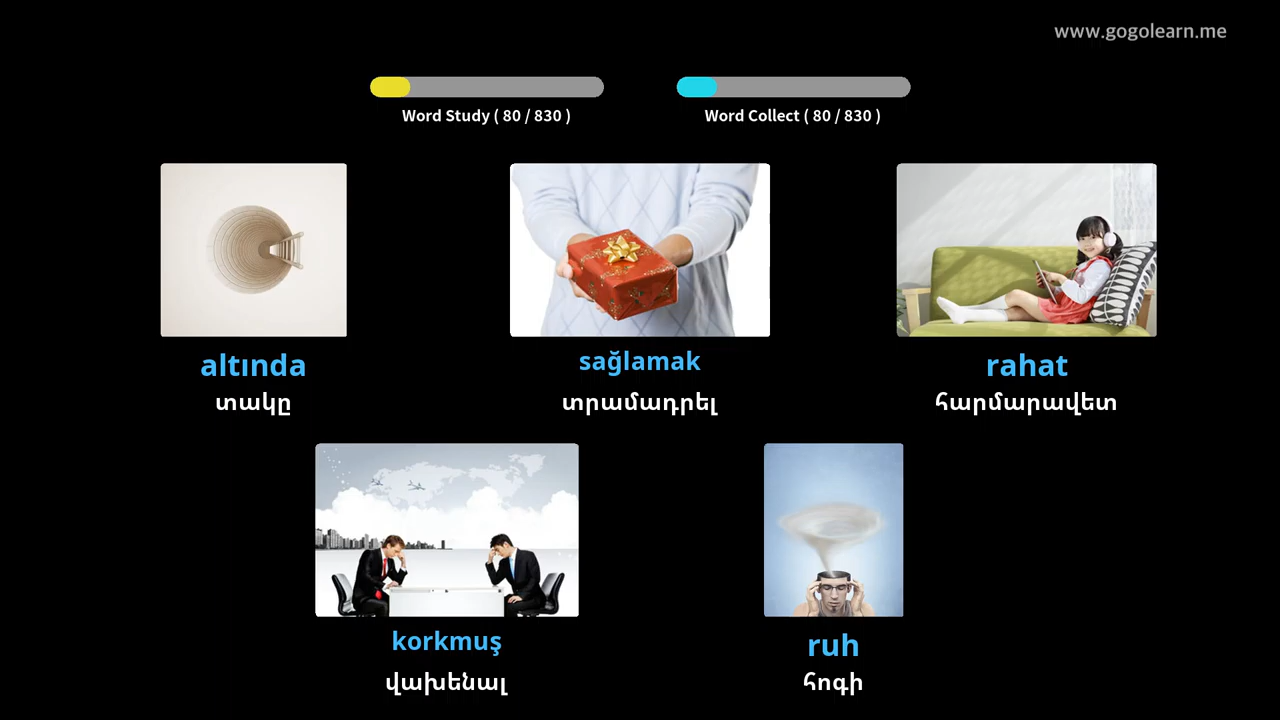 www.gogolearn.me
Word Study ( 80 / 830 )
Word Collect ( 80 / 830 )
altında
տակը
sağlamak
տրամադրել
rahat
հարմարավետ
korkmuş
վախենալ
ruh
հոգի